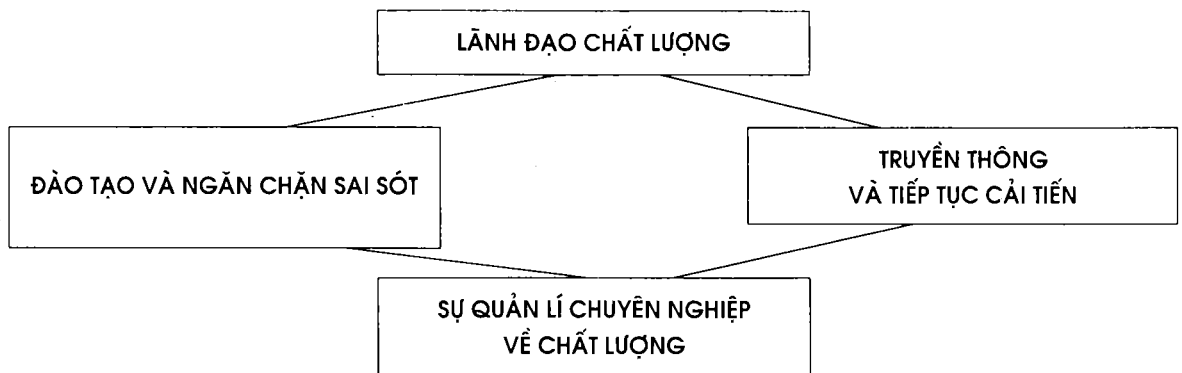 LÃNH ĐẠO CHẤT LƯỢNG
ĐÀO TẠO VÀ NGĂN CHẶN SAI SÓT
TRUYỀN THÔNG
VÀ TIẾP TỤC CẢI TIẾN
SỰ QUẢN LÍ CHUYÊN NGHIỆP
VỀ CHẤT LƯỢNG